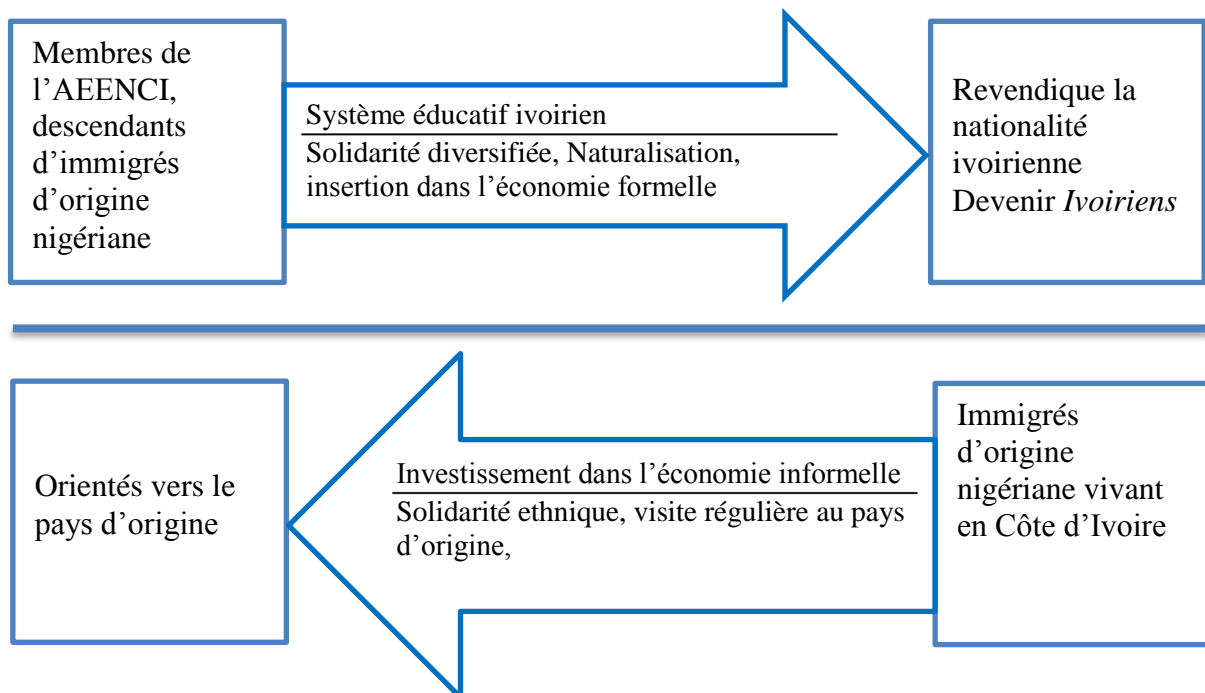 Membres de
l’AEENCI,
descendants
d’immigrés
d’origine
nigériane
Système éducatif ivoirien
Solidarité diversifiée, Naturalisation,
insertion dans l’économie formelle
Revendique la
nationalité
ivoirienne
Devenir Ivoiriens
Orientés vers le
pays d’origine
Investissement dans l’économie informelle
Solidarité ethnique, visite régulière au pays
d’origine,
Immigrés
d’origine
nigériane vivant
en Côte d’Ivoire